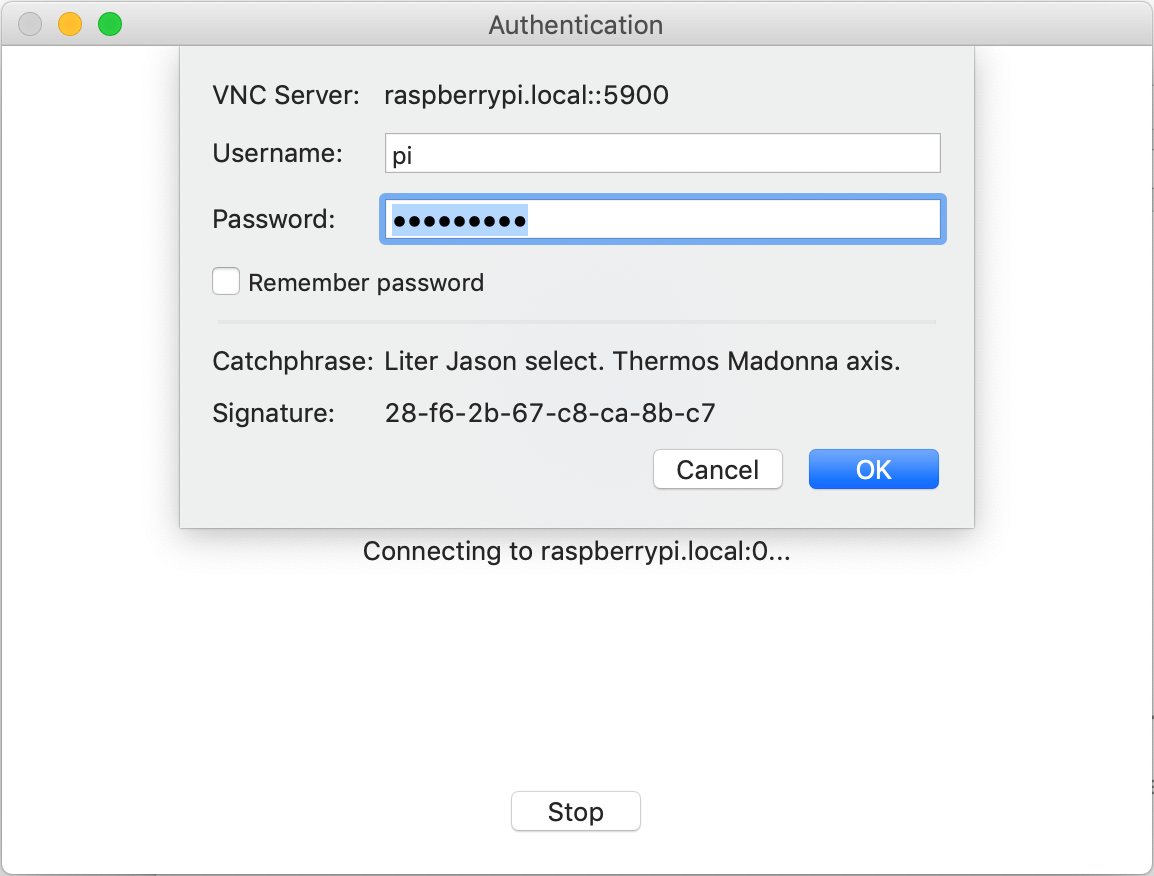 Authentication
VNC Server: raspberrypi.local::5900
Username: pi
Password: •••••••••
Remember password
Catchphrase: Liter Jason select. Thermos Madonna axis.
Signature: 28-f6-2b-67-c8-ca-8b-c7
Cancel OK
Connecting to raspberrypi.local:0...
Stop